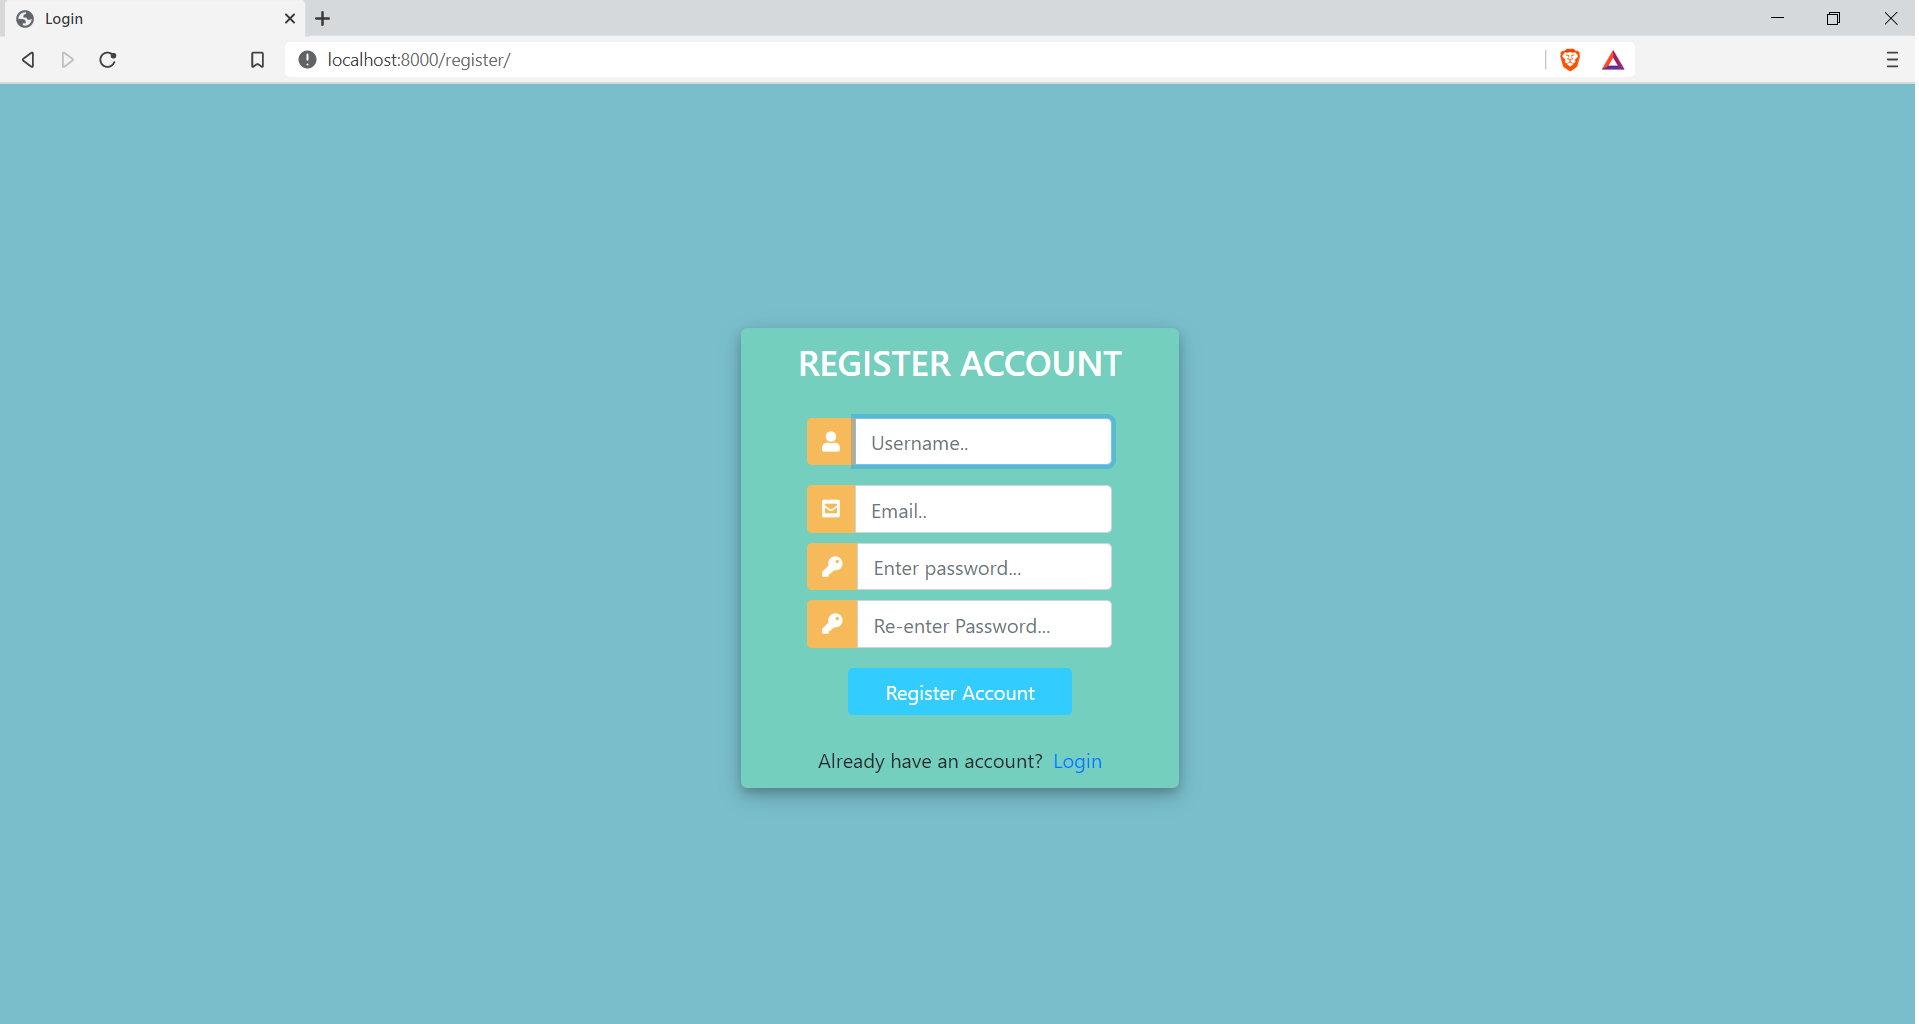 Login
localhost:8000/register/
REGISTER ACCOUNT
Username..
Email..
Enter password...
Re-enter Password...
Register Account
Already have an account? Login